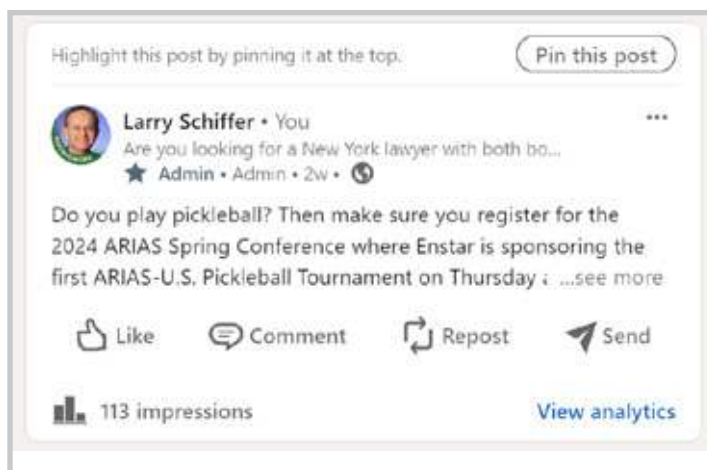 Highlight this post by pinning it at the top.
Pin this post
Larry Schiffer • You
Are you looking for a New York lawyer with both bo...
Admin • Admin • 2w •
Do you play pickleball? Then make sure you register for the
2024 ARIAS Spring Conference where Enstar is sponsoring the
first ARIAS-U.S. Pickleball Tournament on Thursday a ...see more
Like Comment Repost Send
113 impressions
View analytics